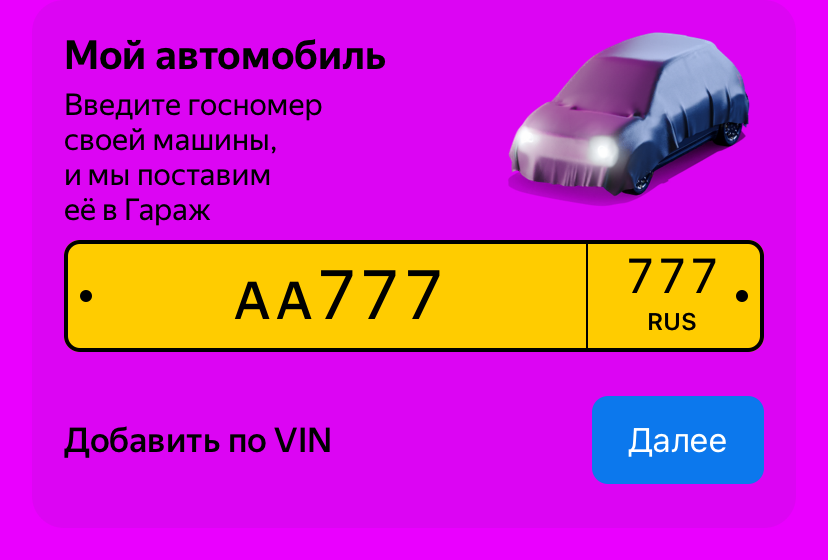 Мой автомобиль
Введите госномер
своей машины,
и мы поставим
её в Гараж
АА777
777
RUS
Добавить по VIN
Далее